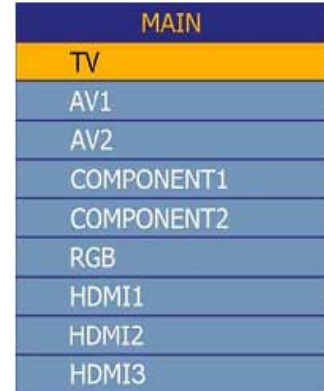 MAIN
TV
AV1
AV2
COMPONENT1
COMPONENT2
RGB
HDMI1
HDMI2
HDMI3